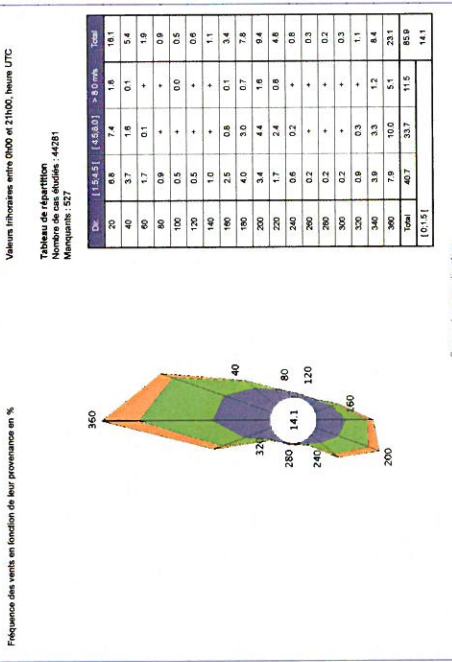 Fréquence des vents en fonction de leur provenance en %
Valeurs trihoraires entre 0h00 et 21h00, heure UTC
360
40
80
120
160
200
240
280
320
14.1
Tableau de répartition
Nombre de cas étudiés : 44281
Manquants : 527
Dir. [ 1.5;4.5 [ [ 4.5;8.0 ] > 8.0 m/s Total
20 6.8 7.4 1.8 16.1
40 3.7 1.6 0.1 5.4
60 1.7 0.1 + 1.9
80 0.9 + + 0.9
100 0.5 + 0.0 0.5
120 0.5 + + 0.6
140 1.0 + + 1.1
160 2.5 0.8 0.1 3.4
180 4.0 3.0 0.7 7.8
200 3.4 4.4 1.6 9.4
220 1.7 2.4 0.8 4.8
240 0.6 0.2 + 0.8
260 0.2 + + 0.3
280 0.2 + + 0.2
300 0.2 + + 0.3
320 0.9 0.3 + 1.1
340 3.9 3.3 1.2 8.4
360 7.9 10.0 5.1 23.1
Total 40.7 33.7 11.5 85.9
[ 0;1.5 [ 14.1